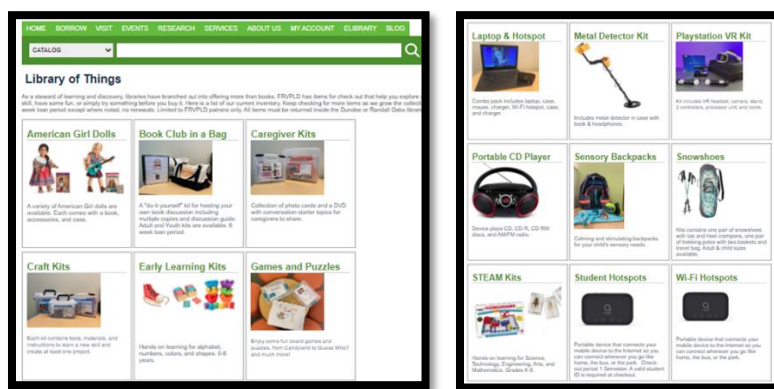 HOME BORROW VISIT EVENTS RESEARCH SERVICES ABOUT US MY ACCOUNT ELIBRARY BLOG
CATALOG
Library of Things
As a steward of learning and discovery, libraries have branched out into offering more than books. FRVPLD has items for check out that help you explore
skill, have some fun, or simply try something before you buy it. Here is a list of our current inventory. Keep checking for more items as we grow the collecti
week loan period except where noted, no renewals. Limited to FRVPLD patrons only. All items must be returned inside the Dundee or Randall Oaks librari
American Girl Dolls
A variety of American Girl dolls are
available. Each comes with a book,
accessories, and case.
Book Club in a Bag
A "do-it-yourself" kit for hosting your
own book discussion including
multiple copies and discussion guide.
Adult and Youth kits are available. 6
week loan period.
Caregiver Kits
Collection of photo cards and a DVD
with conversation starter topics for
caregivers to share.
Craft Kits
Each kit contains tools, materials, and
instructions to learn a new skill and
create at least one project.
Early Learning Kits
Hands on learning for alphabet,
numbers, colors, and shapes. 0-6
years.
Games and Puzzles
Enjoy some fun board games and
puzzles, from Candyland to Guess Who?
and much more!
Laptop & Hotspot
Combo pack includes laptop, case,
mouse, charger, Wi-Fi hotspot, case,
and charger.
Metal Detector Kit
Includes metal detector in case with
book & headphones.
Playstation VR Kit
Kit includes VR headset, camera, stand,
2 controllers, processor unit, and cords.
Portable CD Player
Device plays CD, CD-R, CD-RW
discs, and AM/FM radio.
Sensory Backpacks
Calming and stimulating backpacks
for your child's sensory needs.
Snowshoes
Kits contains one pair of snowshoes
with toe and heel crampons, one pair
of trekking poles with two baskets and
travel bag. Adult & child sizes
available.
STEAM Kits
Hands on learning for Science,
Technology, Engineering, Arts, and
Mathematics. Grades K-8.
Student Hotspots
Portable device that connects your
mobile device to the Internet so you
can connect wherever you go like
home, the bus, or the park. Check-
out period 1 Semester. A valid student
ID is required at checkout.
Wi-Fi Hotspots
Portable device that connects your
mobile device to the Internet so you
can connect wherever you go like
home, the bus, or the park.